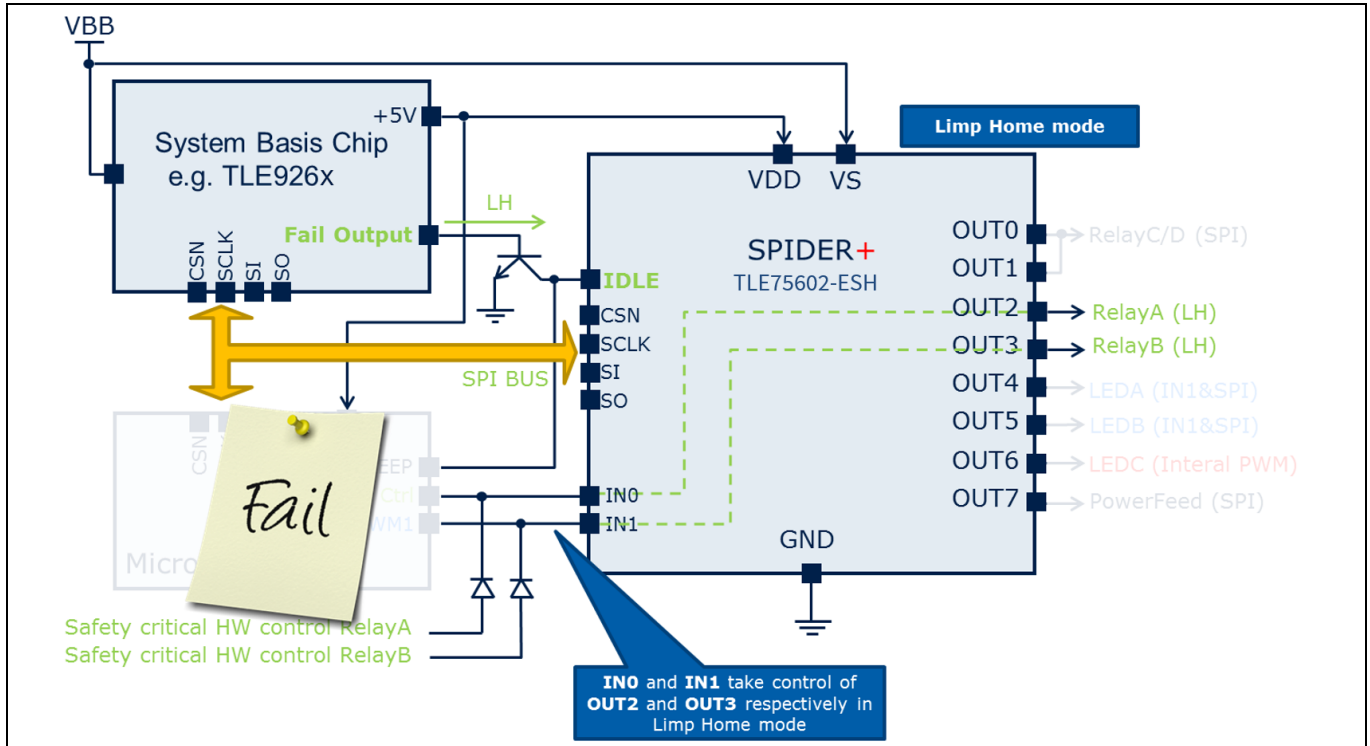 VBB
+5V
System Basis Chip
e.g. TLE926x
LH
Fail Output
CSN
SCLK
SI
SO
SPI BUS
Limp Home mode
VDD
VS
SPIDER+
TLE75602-ESH
IDLE
CSN
SCLK
SI
SO
IN0
IN1
OUT0
OUT1
OUT2
OUT3
OUT4
OUT5
OUT6
OUT7
GND
RelayC/D (SPI)
RelayA (LH)
RelayB (LH)
LEDA (IN1&SPI)
LEDB (IN1&SPI)
LEDC (Interal PWM)
PowerFeed (SPI)
CSN
EEP
Ctrl
WM1
Micro
Fail
Safety critical HW control RelayA
Safety critical HW control RelayB
IN0 and IN1 take control of
OUT2 and OUT3 respectively in
Limp Home mode